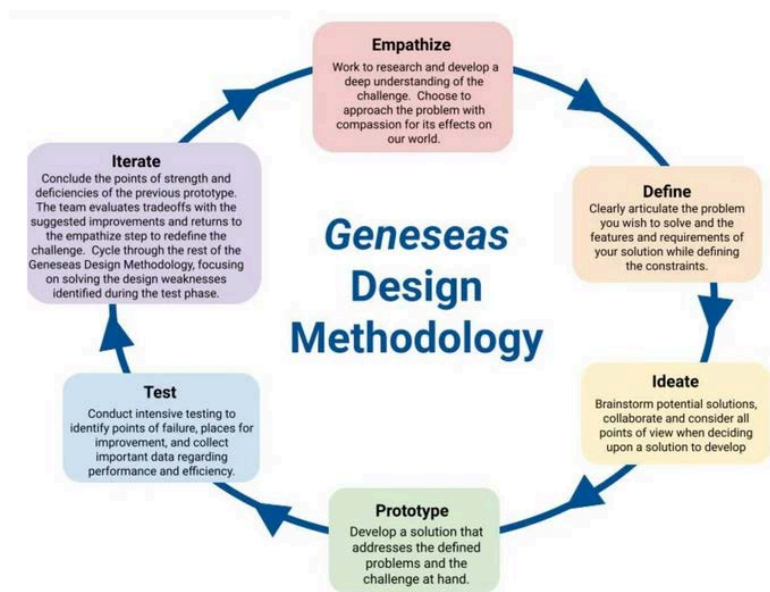 Empathize
Work to research and develop a
deep understanding of the
challenge. Choose to
approach the problem with
compassion for its effects on
our world.
Define
Clearly articulate the problem
you wish to solve and the
features and requirements of
your solution while defining
the constraints.
Ideate
Brainstorm potential solutions,
collaborate and consider all
points of view when deciding
upon a solution to develop
Prototype
Develop a solution that
addresses the defined
problems and the
challenge at hand.
Test
Conduct intensive testing to
identify points of failure, places for
improvement, and collect
important data regarding
performance and efficiency.
Iterate
Conclude the points of strength and
deficiencies of the previous prototype.
The team evaluates tradeoffs with the
suggested improvements and returns to
the empathize step to redefine the
challenge. Cycle through the rest of the
Geneseas Design Methodology, focusing
on solving the design weaknesses
identified during the test phase.
Geneseas
Design
Methodology